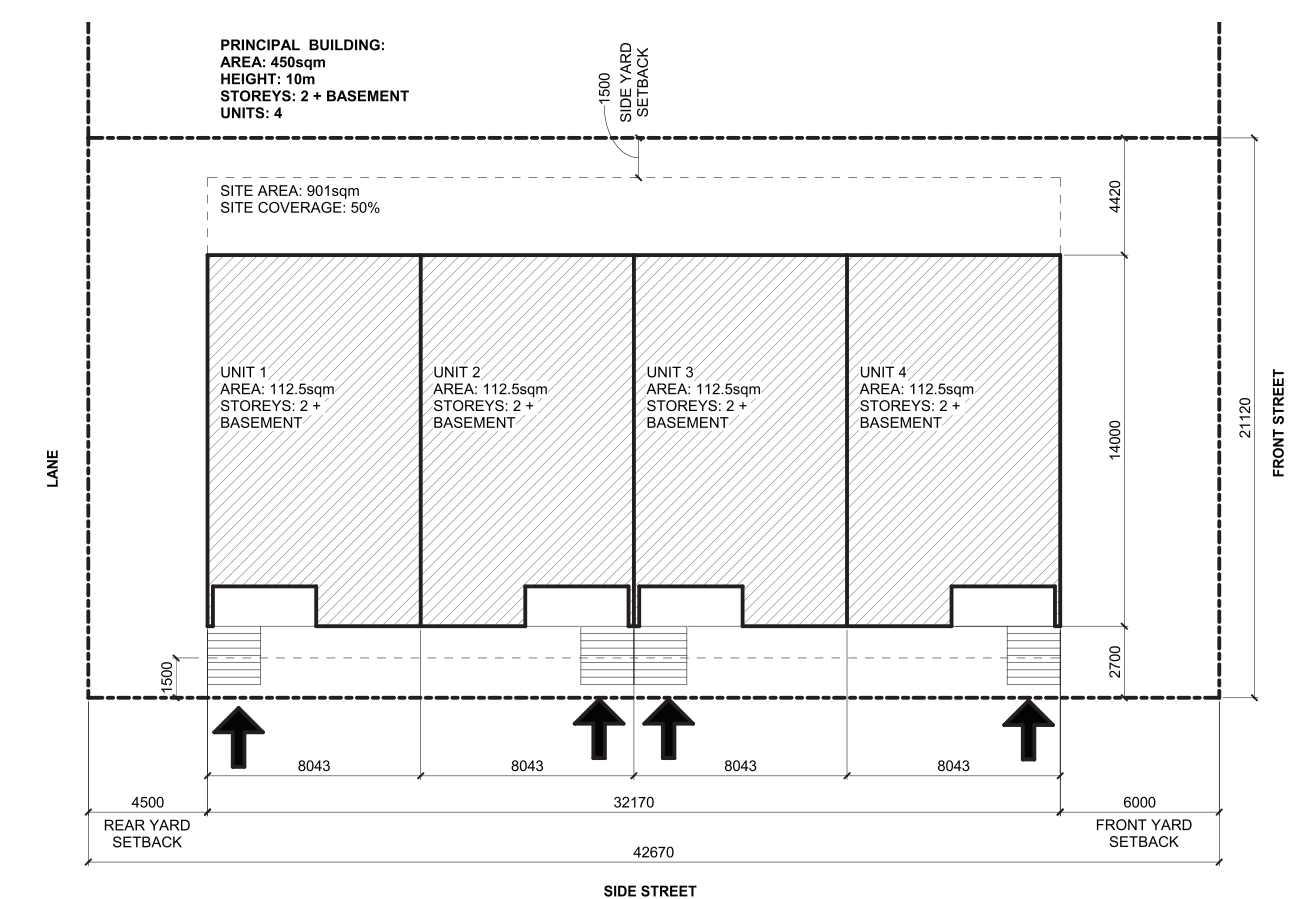 PRINCIPAL BUILDING:
AREA: 450sqm
HEIGHT: 10m
STOREYS: 2 + BASEMENT
UNITS: 4
1500
SIDE YARD
SETBACK
SITE AREA: 901sqm
SITE COVERAGE: 50%
4420
UNIT 1
AREA: 112.5sqm
STOREYS: 2 +
BASEMENT
UNIT 2
AREA: 112.5sqm
STOREYS: 2 +
BASEMENT
UNIT 3
AREA: 112.5sqm
STOREYS: 2 +
BASEMENT
UNIT 4
AREA: 112.5sqm
STOREYS: 2 +
BASEMENT
LANE
14000
21120
FRONT STREET
1500
2700
8043
8043
8043
8043
4500
32170
6000
REAR YARD
SETBACK
FRONT YARD
SETBACK
42670
SIDE STREET